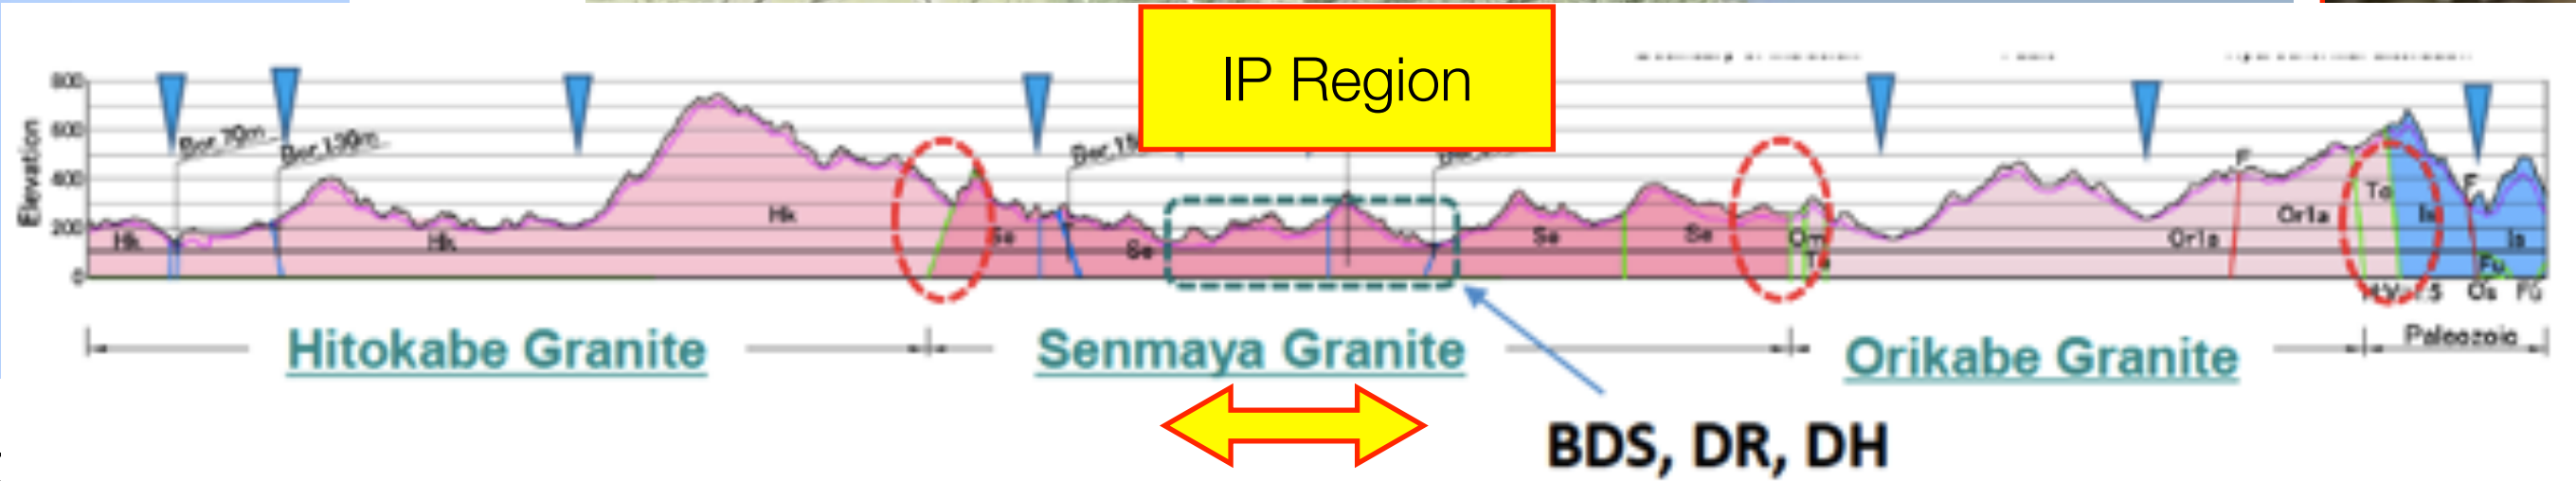 IP Region
800
600
400
200
0
Elevation
Bor.70m
Bor.130m
Hk
Hk
Hk
Se
Se
Se
Se
Om
Or1a
Or1a
F
To
Is
F
Is
Fu
Os
Fu
Hitokabe Granite
Senmaya Granite
Orikabe Granite
Paleozoic
BDS, DR, DH